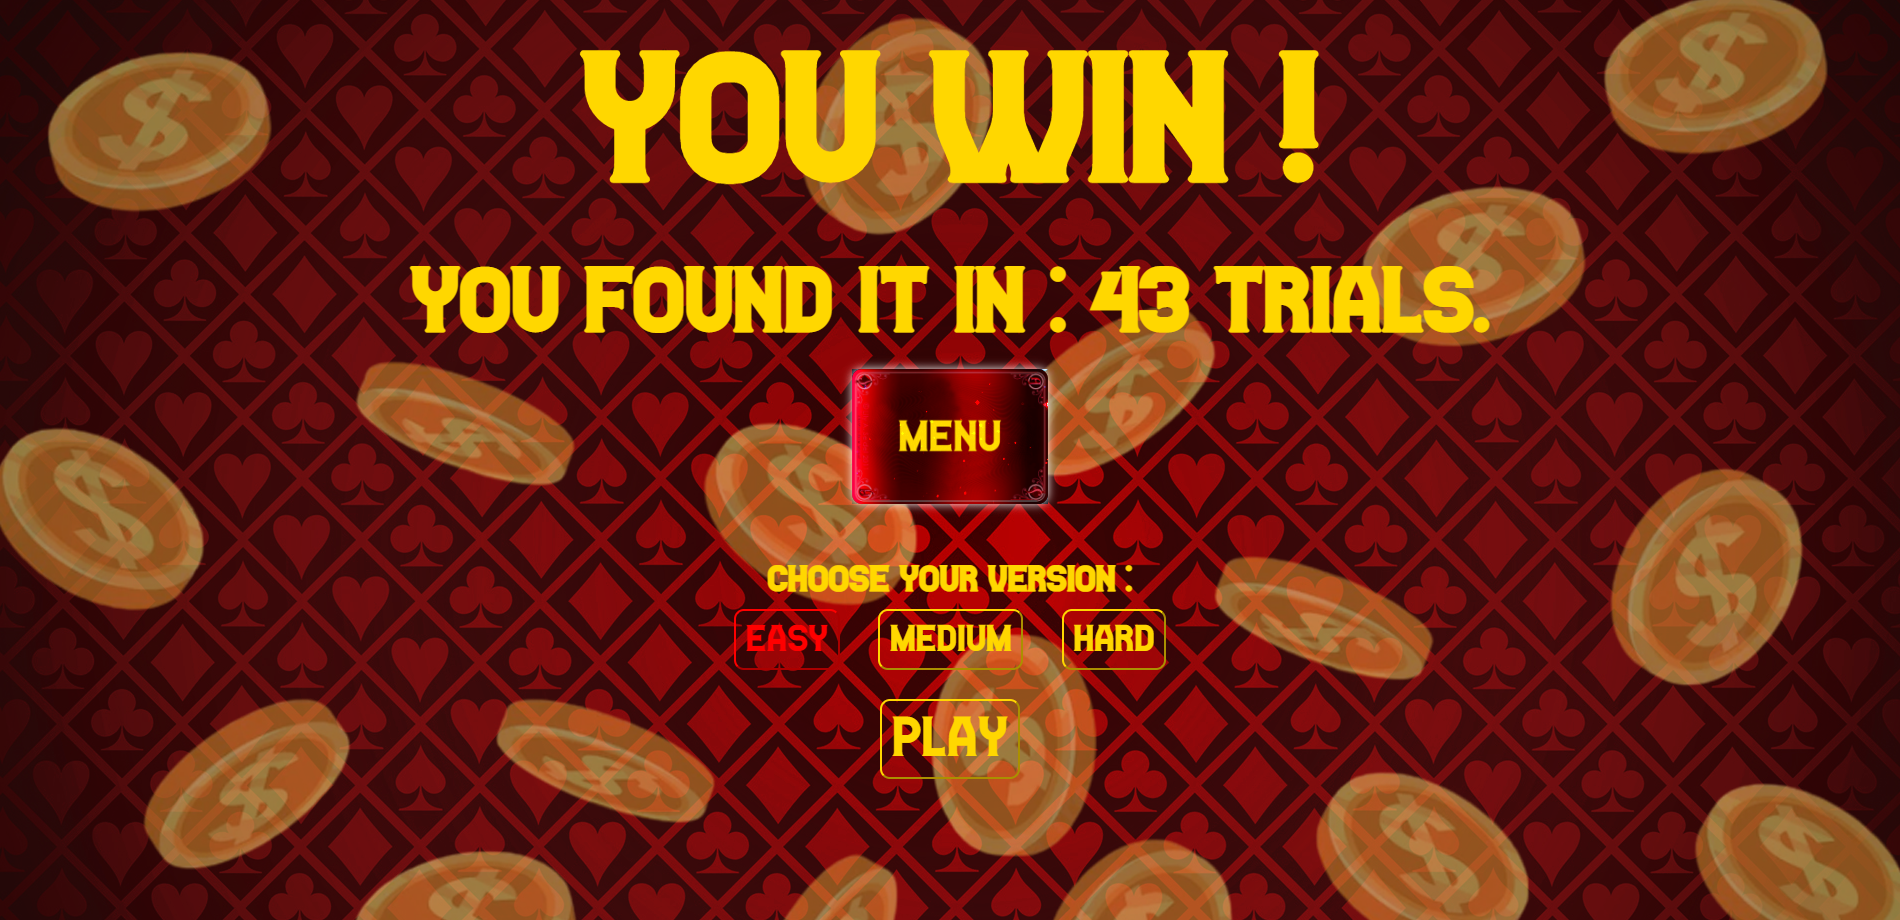 YOU WIN !
YOU FOUND IT IN : 43 TRIALS.
MENU
CHOOSE YOUR VERSION :
EASY MEDIUM HARD
PLAY